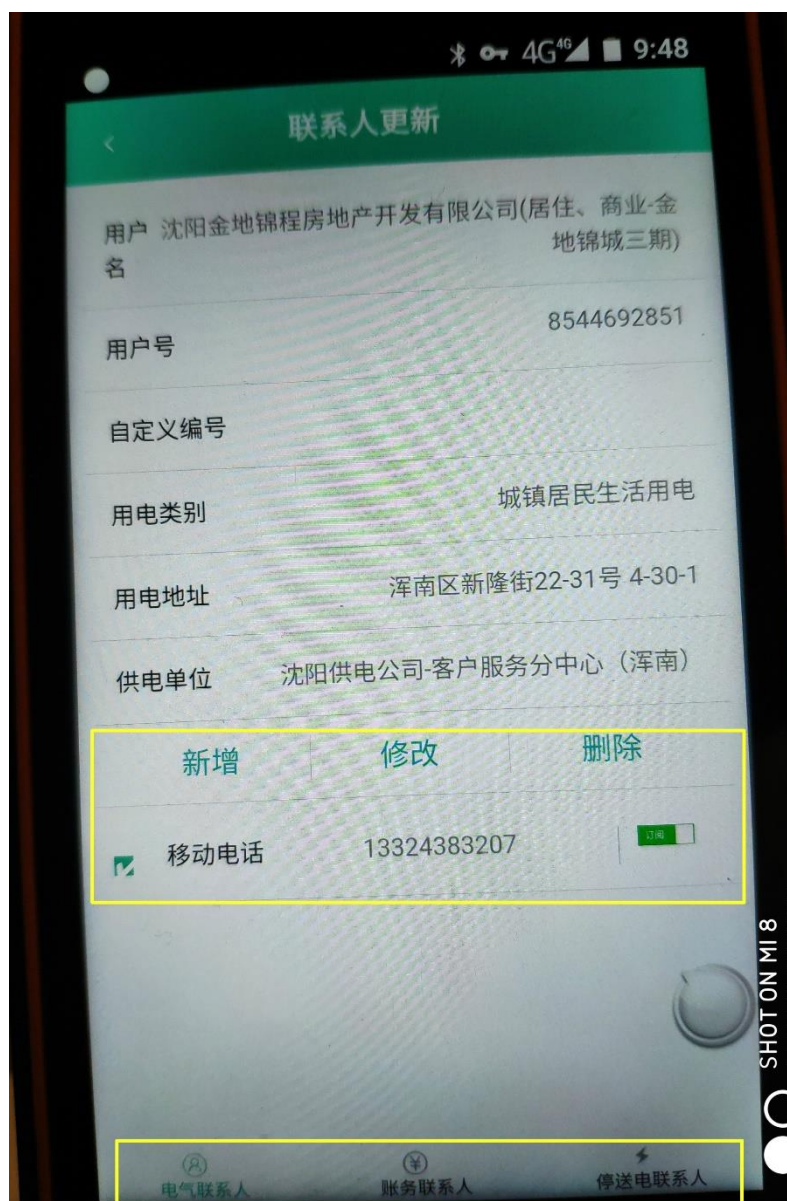 4G 4G 9:48
联系人更新
用户名 沈阳金地锦程房地产开发有限公司(居住、商业-金
地锦城三期)
用户号 8544692851
自定义编号
用电类别 城镇居民生活用电
用电地址 浑南区新隆街22-31号 4-30-1
供电单位 沈阳供电公司-客户服务分中心（浑南）
新增 修改 删除
移动电话 13324383207 订阅
电气联系人 账务联系人 停送电联系人
SHOT ON MI 8